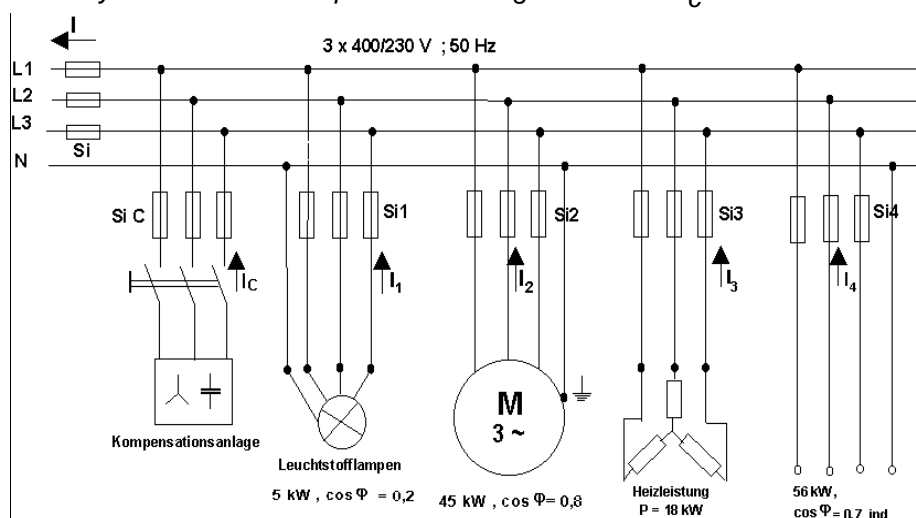 c
I
3 x 400/230 V ; 50 Hz
L1
L2
L3
Si
N
Si C
Si1
Si2
Si3
Si4
I C
I 1
I 2
I 3
I 4
M
3 ~
Kompensationsanlage
Leuchtstofflampen
5 kW , cos φ = 0,2
45 kW , cos φ = 0,8
Heizleistung
P = 18 kW
56 kW ,
cos φ = 0,7 ind